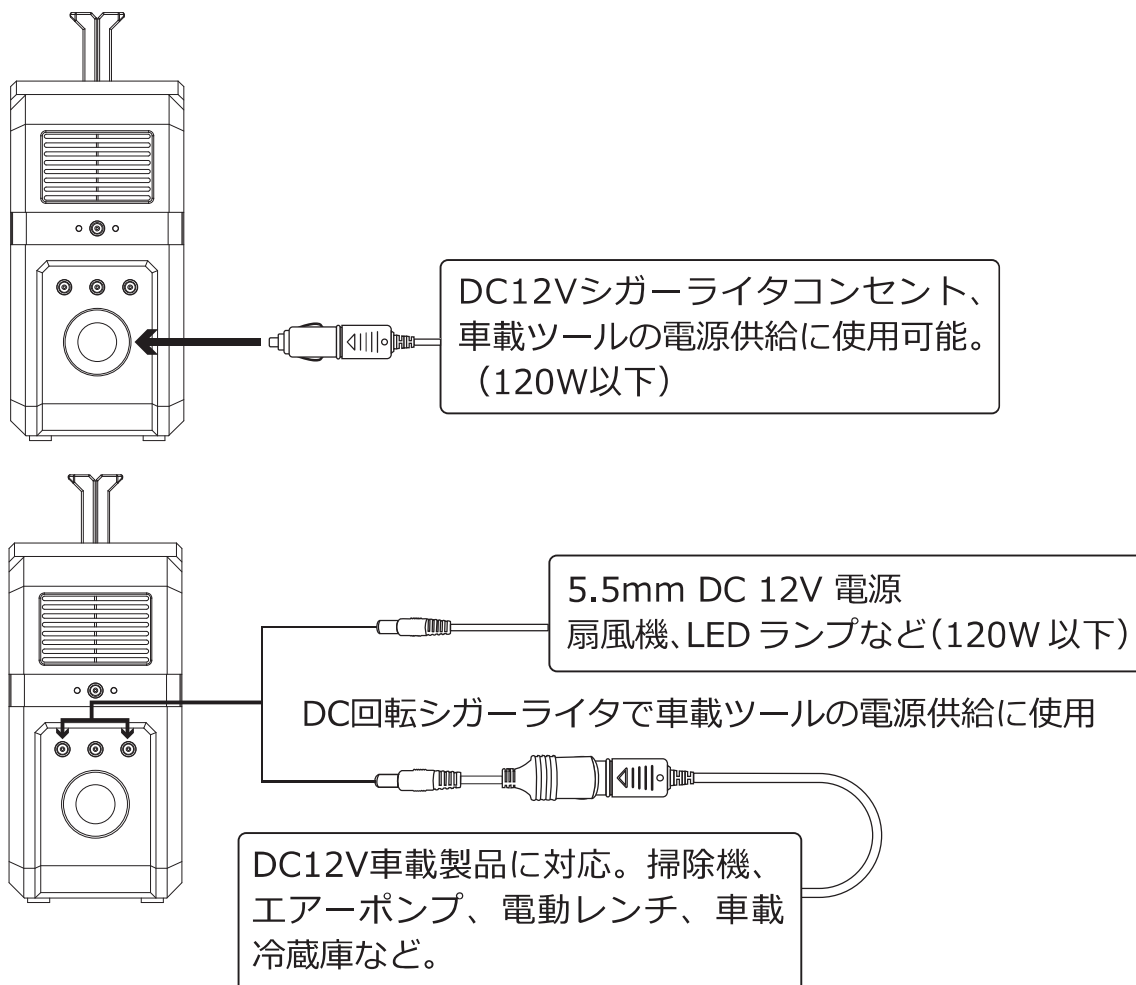 DC12Vシガーライタコンセント、
車載ツールの電源供給に使用可能。
（120W以下）
5.5mm DC 12V 電源
扇風機、LED ランプなど（120W 以下）
DC回転シガーライタで車載ツールの電源供給に使用
DC12V車載製品に対応。掃除機、
エアーポンプ、電動レンチ、車載
冷蔵庫など。